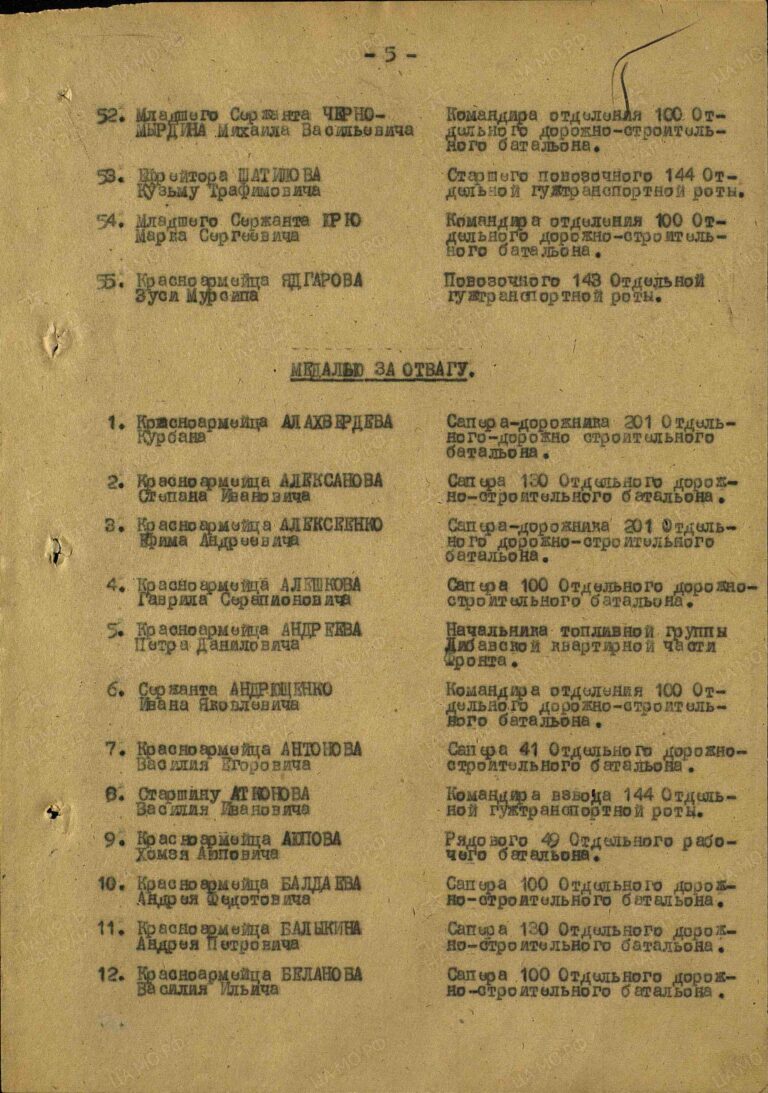 - 5 -
52. Младшего Сержанта ЧЕРНО-
МЫРДИНА Михаила Васильевича
Командира отделения 100 От-
дельного дорожно-строитель-
ного батальона.
53. Ефрейтора ШАТИЛОВА
Кузьму Трафимовича
Старшего повозочного 144 От-
дельной гужтранспортной роты.
54. Младшего Сержанта
Марка Сергеевича
Командира отделения 100 От-
дельного дорожно-строитель-
ного батальона.
55. Красноармейца ЯДГАРОВА
Зуси
Повозочного 143 Отдельной
гужтранспортной роты.
МЕДАЛЬЮ ЗА ОТВАГУ.
1. Красноармейца АЛАХВЕРДЕВА
Курбана
Сапера-дорожника 201 Отдель-
ного-дорожно строительного
батальона.
2. Красноармейца АЛЕКСАНОВА
Степана Ивановича
Сапера 130 Отдельного дорож-
но-строительного батальона.
3. Красноармейца АЛЕКСЕЕНКО
Ефима Андреевича
Сапера-дорожника 201 Отдель-
ного дорожно-строительного
батальона.
4. Красноармейца АЛЕШКОВА
Гаврила Серапионовича
Сапера 100 Отдельного дорожно-
строительного батальона.
5. Красноармейца АНДРЕЕВА
Петра Даниловича
Начальника топливной группы
Либавской квартирной части
Фронта.
6. Сержанта АНДРЮЩЕНКО
Ивана Яковлевича
Командира отделения 100 От-
дельного дорожно-строитель-
ного батальона.
7. Красноармейца АНТОНОВА
Василия Егоровича
Сапера 41 Отдельного дорожно-
строительного батальона.
8. Старшину АТКОНОВА
Василия Ивановича
Командира взвода 144 Отдель-
ной гужтранспортной роты.
9. Красноармейца АЮПОВА
Хомзя Аюповича
Рядового 49 Отдельного рабо-
чего батальона.
10. Красноармейца БАЛДАЕВА
Андрея Федотовича
Сапера 100 Отдельного дорож-
но-строительного батальона.
11. Красноармейца БАЛЫКИНА
Андрея Петровича
Сапера 130 Отдельного дорож-
но-строительного батальона.
12. Красноармейца БЕЛАНОВА
Василия Ильича
Сапера 100 Отдельного дорож-
но-строительного батальона.